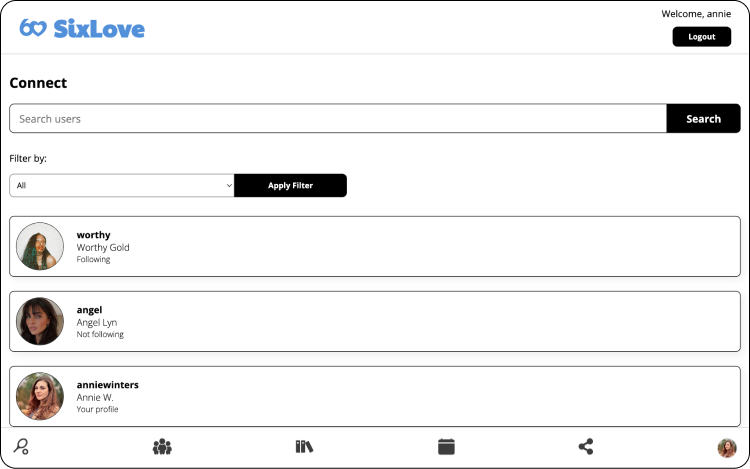 SixLove
Welcome, annie
Logout
Connect
Search users
Search
Filter by:
All
Apply Filter
worthy
Worthy Gold
Following
angel
Angel Lyn
Not following
anniewinters
Annie W.
Your profile